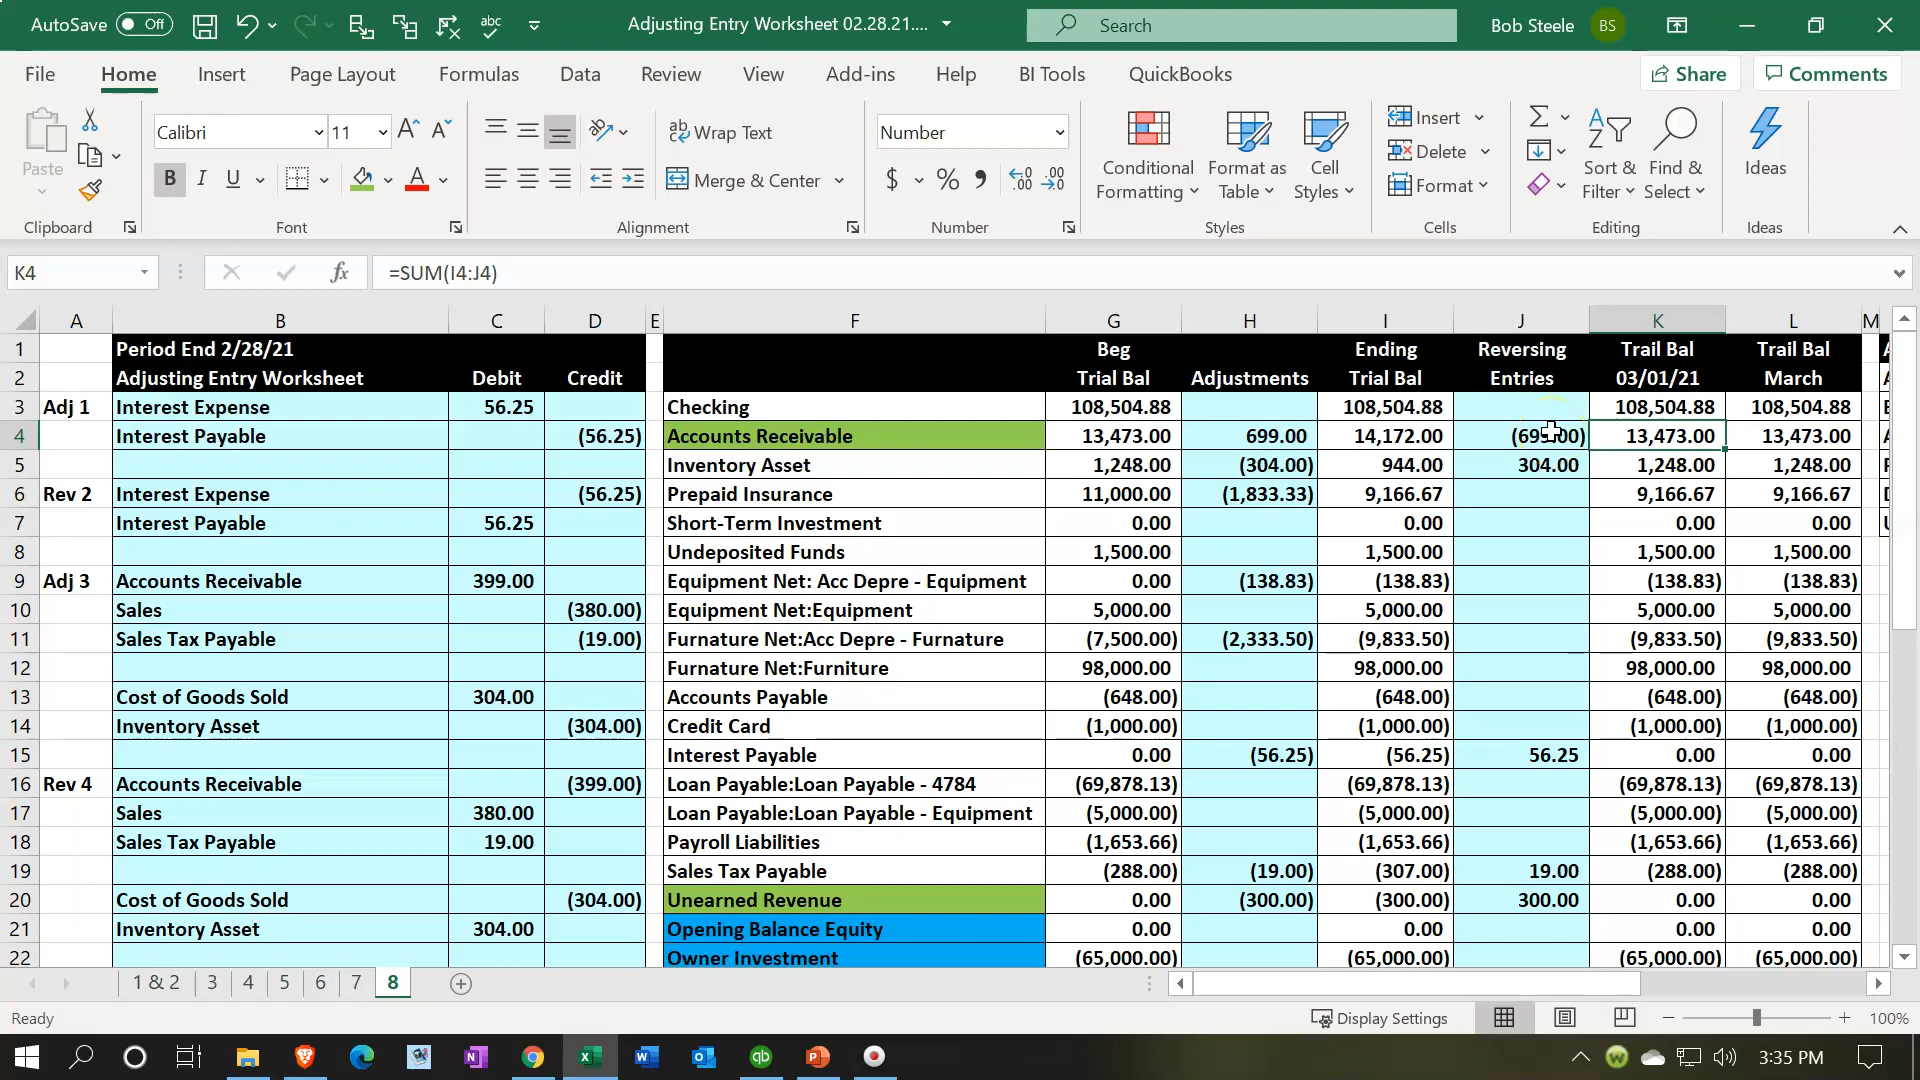 AutoSave Off
Adjusting Entry Worksheet 02.28.21....
Search
Bob Steele BS
File Home Insert Page Layout Formulas Data Review View Add-ins Help BI Tools QuickBooks Share Comments
Paste
Clipboard
Calibri 11
B I U
Font
Wrap Text
Merge & Center
Alignment
Number
$ % 9
Number
Conditional Formatting
Format as Table
Cell Styles
Styles
Insert
Delete
Format
Cells
Sort & Filter
Find & Select
Editing
Ideas
Ideas
K4 fx =SUM(I4:J4)
A B C D E F G H I J K L M
1 Period End 2/28/21 Beg Ending Reversing Trail Bal Trail Bal
2 Adjusting Entry Worksheet Debit Credit Trial Bal Adjustments Trial Bal Entries 03/01/21 March
3 Adj 1 Interest Expense 56.25 Checking 108,504.88 108,504.88 108,504.88 108,504.88
4 Interest Payable (56.25) Accounts Receivable 13,473.00 699.00 14,172.00 (699.00) 13,473.00 13,473.00
5 Inventory Asset 1,248.00 (304.00) 944.00 304.00 1,248.00 1,248.00
6 Rev 2 Interest Expense (56.25) Prepaid Insurance 11,000.00 (1,833.33) 9,166.67 9,166.67 9,166.67
7 Interest Payable 56.25 Short-Term Investment 0.00 0.00 0.00 0.00
8 Undeposited Funds 1,500.00 1,500.00 1,500.00 1,500.00
9 Adj 3 Accounts Receivable 399.00 Equipment Net: Acc Depre - Equipment 0.00 (138.83) (138.83) (138.83) (138.83)
10 Sales (380.00) Equipment Net:Equipment 5,000.00 5,000.00 5,000.00 5,000.00
11 Sales Tax Payable (19.00) Furnature Net:Acc Depre - Furnature (7,500.00) (2,333.50) (9,833.50) (9,833.50) (9,833.50)
12 Furnature Net:Furniture 98,000.00 98,000.00 98,000.00 98,000.00
13 Cost of Goods Sold 304.00 Accounts Payable (648.00) (648.00) (648.00) (648.00)
14 Inventory Asset (304.00) Credit Card (1,000.00) (1,000.00) (1,000.00) (1,000.00)
15 Interest Payable 0.00 (56.25) (56.25) 56.25 0.00 0.00
16 Rev 4 Accounts Receivable (399.00) Loan Payable:Loan Payable - 4784 (69,878.13) (69,878.13) (69,878.13) (69,878.13)
17 Sales 380.00 Loan Payable:Loan Payable - Equipment (5,000.00) (5,000.00) (5,000.00) (5,000.00)
18 Sales Tax Payable 19.00 Payroll Liabilities (1,653.66) (1,653.66) (1,653.66) (1,653.66)
19 Sales Tax Payable (288.00) (19.00) (307.00) 19.00 (288.00) (288.00)
20 Cost of Goods Sold (304.00) Unearned Revenue 0.00 (300.00) (300.00) 300.00 0.00 0.00
21 Inventory Asset 304.00 Opening Balance Equity 0.00 0.00 0.00 0.00
22 Owner Investment (65,000.00) (65,000.00) (65,000.00) (65,000.00)
1 & 2 3 4 5 6 7 8
Ready Display Settings 100%
3:35 PM